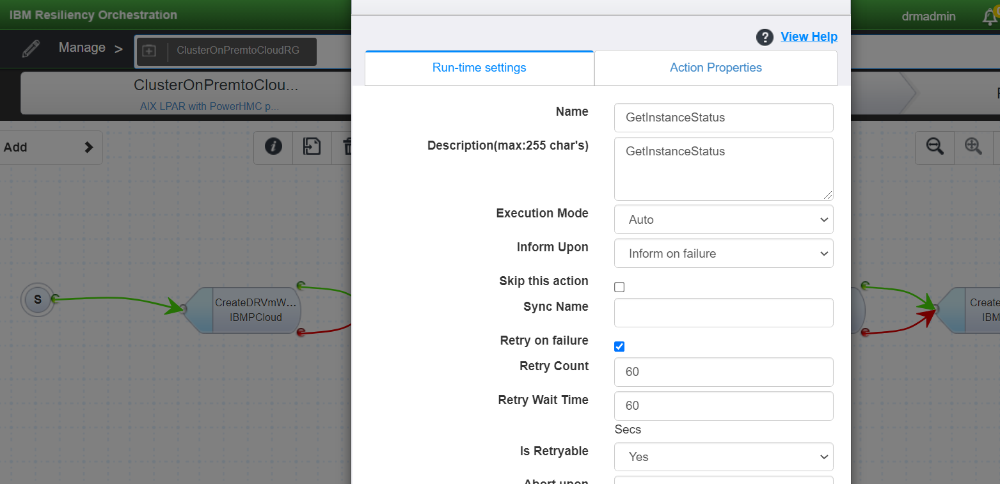 IBM Resiliency Orchestration
drmadmin
Manage >
ClusterOnPremtoCloudRG
? View Help
Run-time settings
Action Properties
ClusterOnPremtoClou...
AIX LPAR with PowerHMC p...
Add
Name
GetInstanceStatus
Description(max:255 char's)
GetInstanceStatus
Execution Mode
Auto
Inform Upon
Inform on failure
Skip this action
Sync Name
Retry on failure
Retry Count
60
Retry Wait Time
60
Secs
Is Retryable
Yes
Abort upon
S
CreateDRVmW...
IBMPCloud
Create
IBM